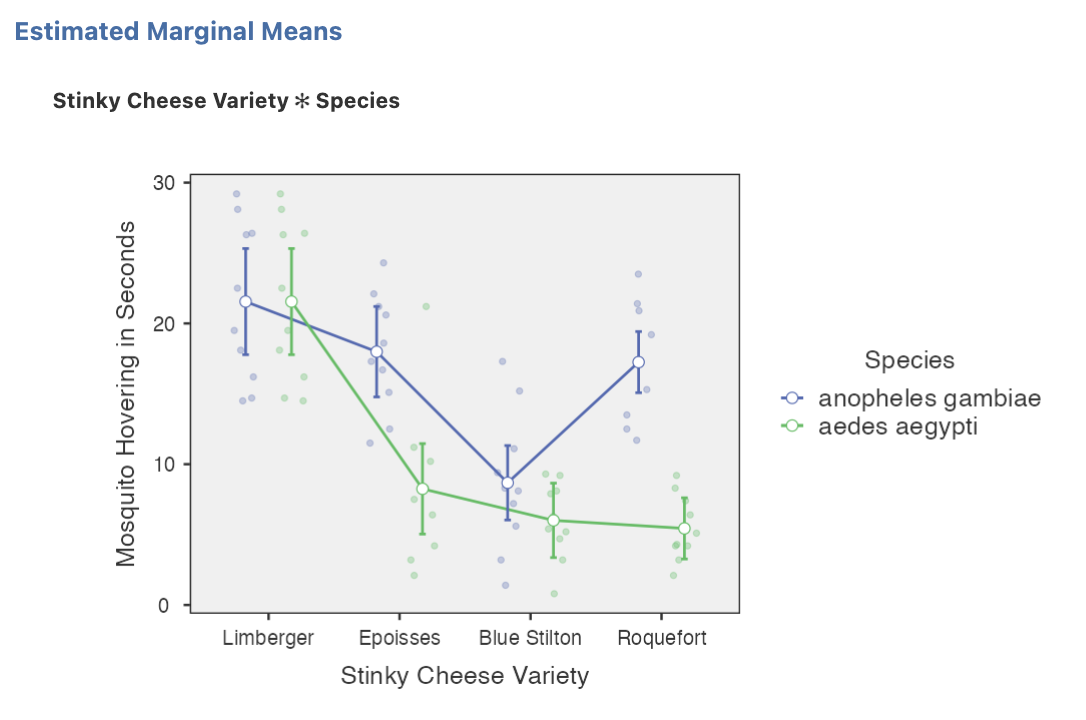 Estimated Marginal Means
Stinky Cheese Variety ✻ Species
30
20
10
0
Mosquito Hovering in Seconds
Limberger
Epoisses
Blue Stilton
Roquefort
Stinky Cheese Variety
Species
anopheles gambiae
aedes aegypti